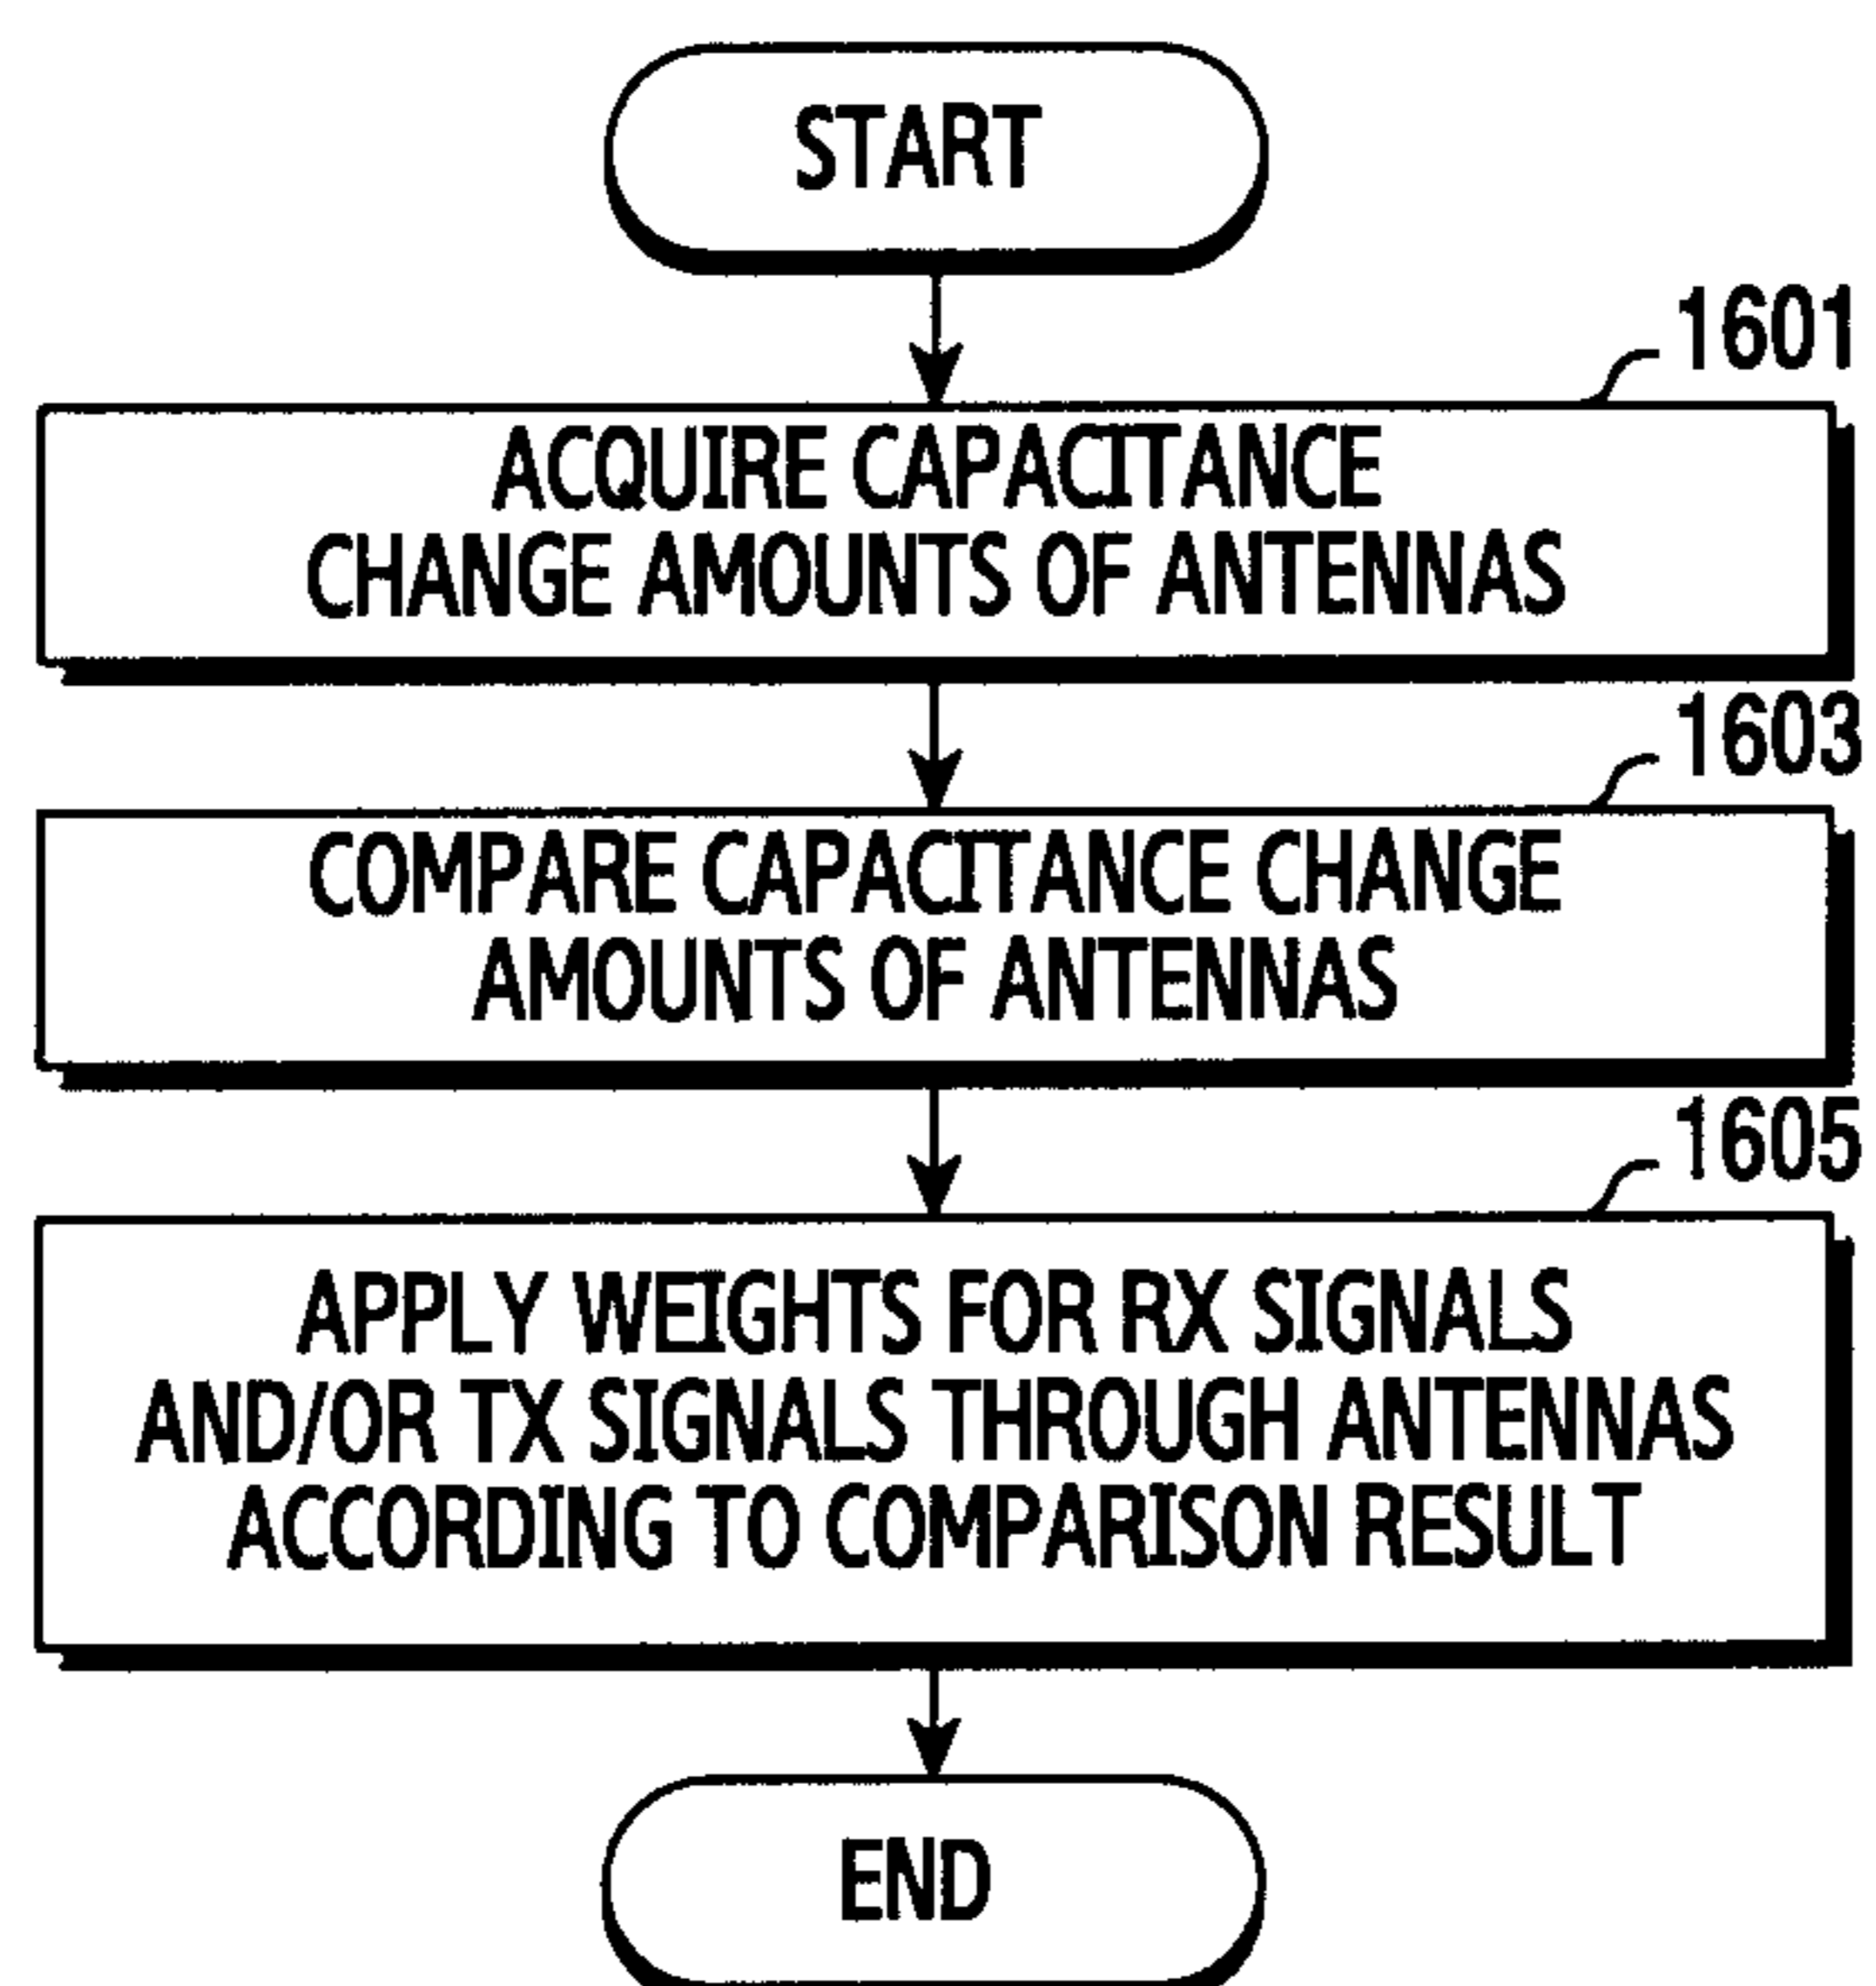 START
1601
ACQUIRE CAPACITANCE
CHANGE AMOUNTS OF ANTENNAS
1603
COMPARE CAPACITANCE CHANGE
AMOUNTS OF ANTENNAS
1605
APPLY WEIGHTS FOR RX SIGNALS
AND/OR TX SIGNALS THROUGH ANTENNAS
ACCORDING TO COMPARISON RESULT
END